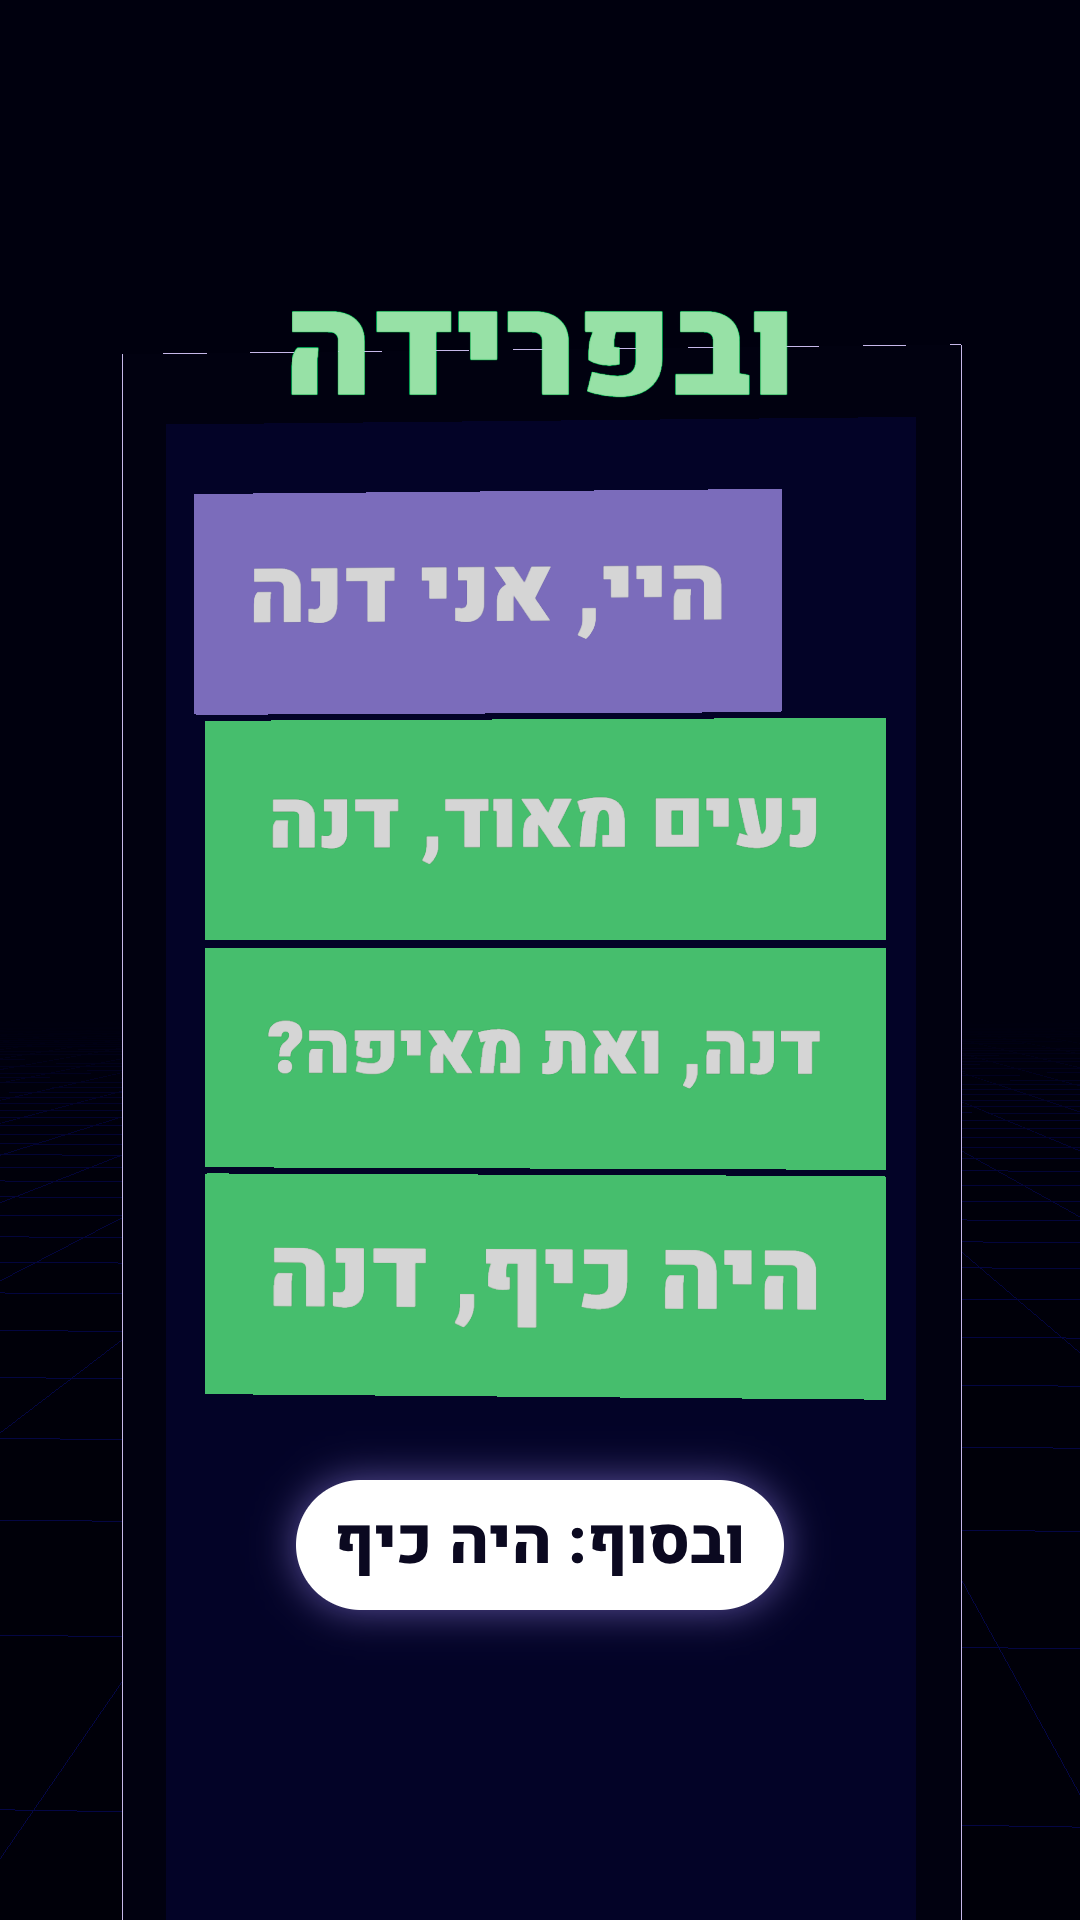 ובפרידה
היי, אני דנה
נעים מאוד, דנה
דנה, ואת מאיפה?
היה כיף, דנה
ובסוף: היה כיף